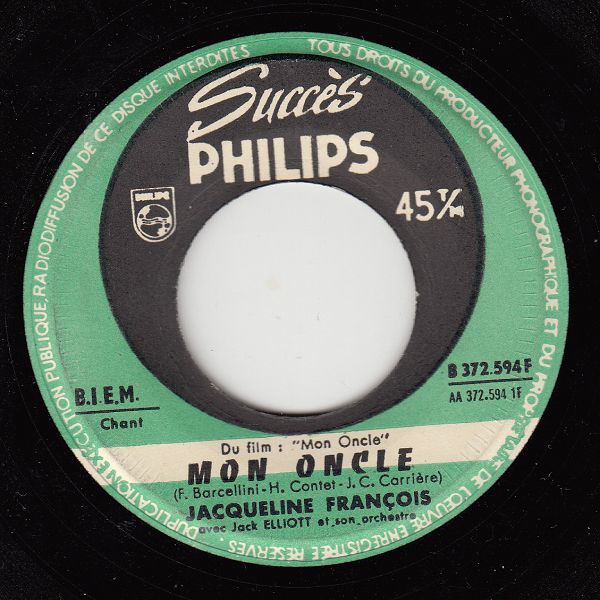 TOUS DROITS DU PRODUCTEUR PHONOGRAPHIQUE ET DU PROPRIÉTAIRE DE L'OEUVRE ENREGISTRÉE RÉSERVÉS
DUPLICATION, EXÉCUTION PUBLIQUE, RADIODIFFUSION DE CE DISQUE INTERDITES
Succès
PHILIPS
PHILIPS
45 T/M
B 372.594 F
B.I.E.M.
AA 372.594 1F
Chant
Du film : "Mon Oncle"
MON ONCLE
(F. Barcellini - H. Contet - J. C. Carrière)
JACQUELINE FRANÇOIS
avec Jack ELLIOTT et son orchestre